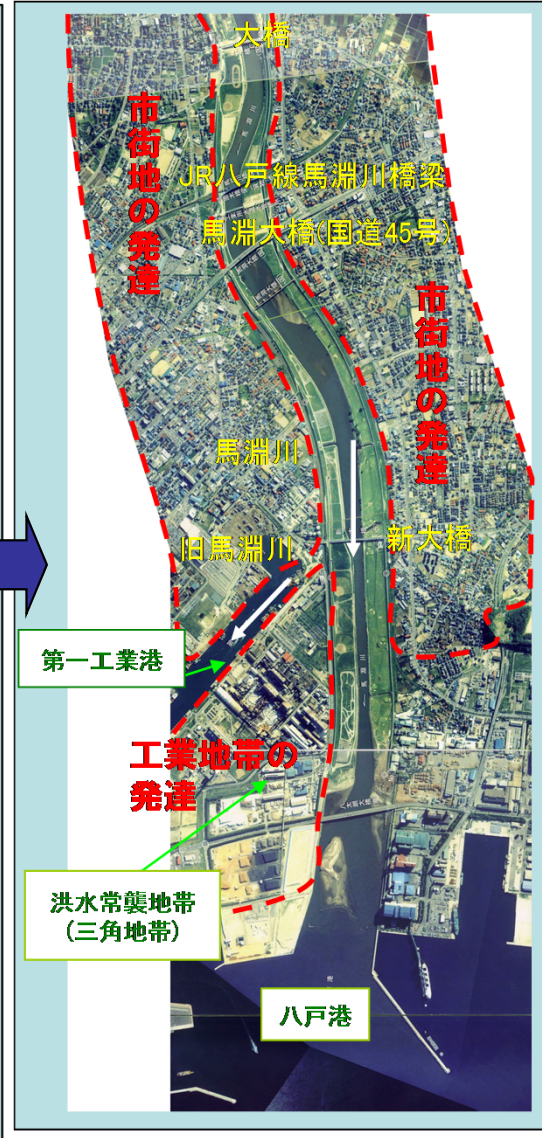 大橋
市街地の発達
JR八戸線馬淵川橋梁
馬淵大橋(国道45号)
市街地の発達
馬淵川
旧馬淵川
新大橋
第一工業港
工業地帯の
発達
洪水常襲地帯
(三角地帯)
八戸港